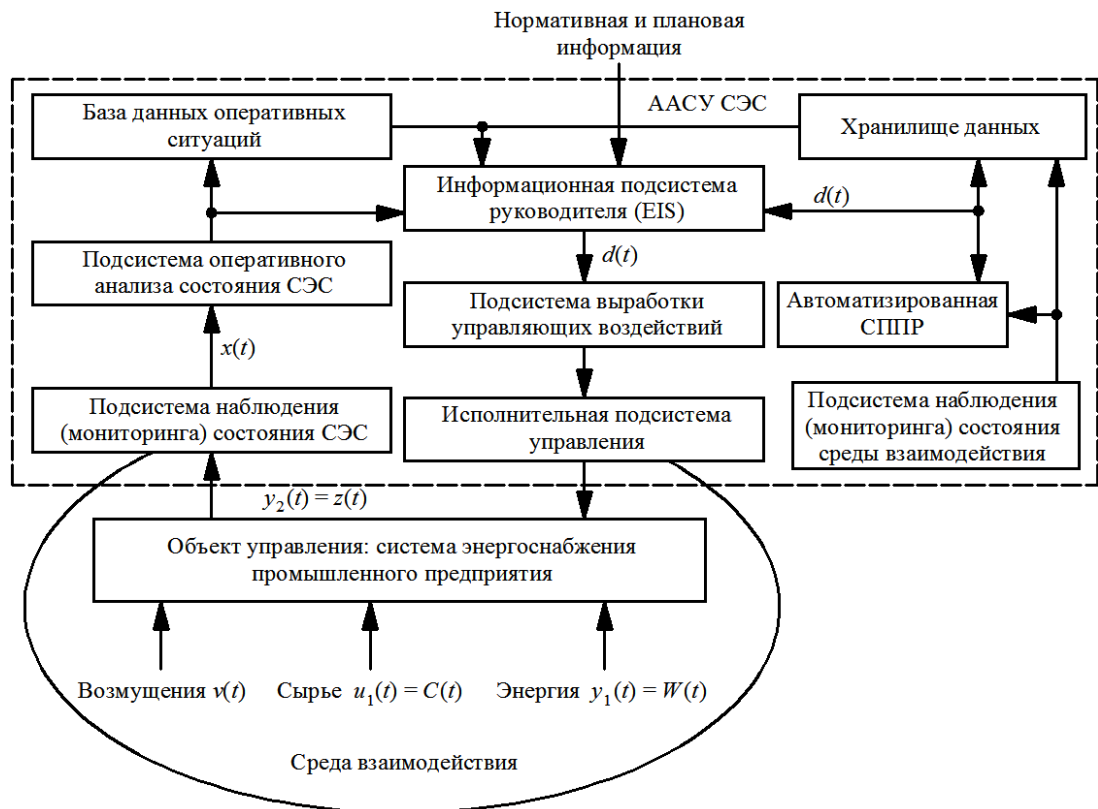 Нормативная и плановая
информация
ААСУ СЭС
База данных оперативных
ситуаций
Хранилище данных
Информационная подсистема
руководителя (EIS)
d(t)
d(t)
Подсистема оперативного
анализа состояния СЭС
Подсистема выработки
управляющих воздействий
Автоматизированная
СППР
x(t)
Подсистема наблюдения
(мониторинга) состояния СЭС
Исполнительная подсистема
управления
Подсистема наблюдения
(мониторинга) состояния
среды взаимодействия
y2(t) = z(t)
Объект управления: система энергоснабжения
промышленного предприятия
Возмущения v(t)
Сырье u1(t) = C(t)
Энергия y1(t) = W(t)
Среда взаимодействия